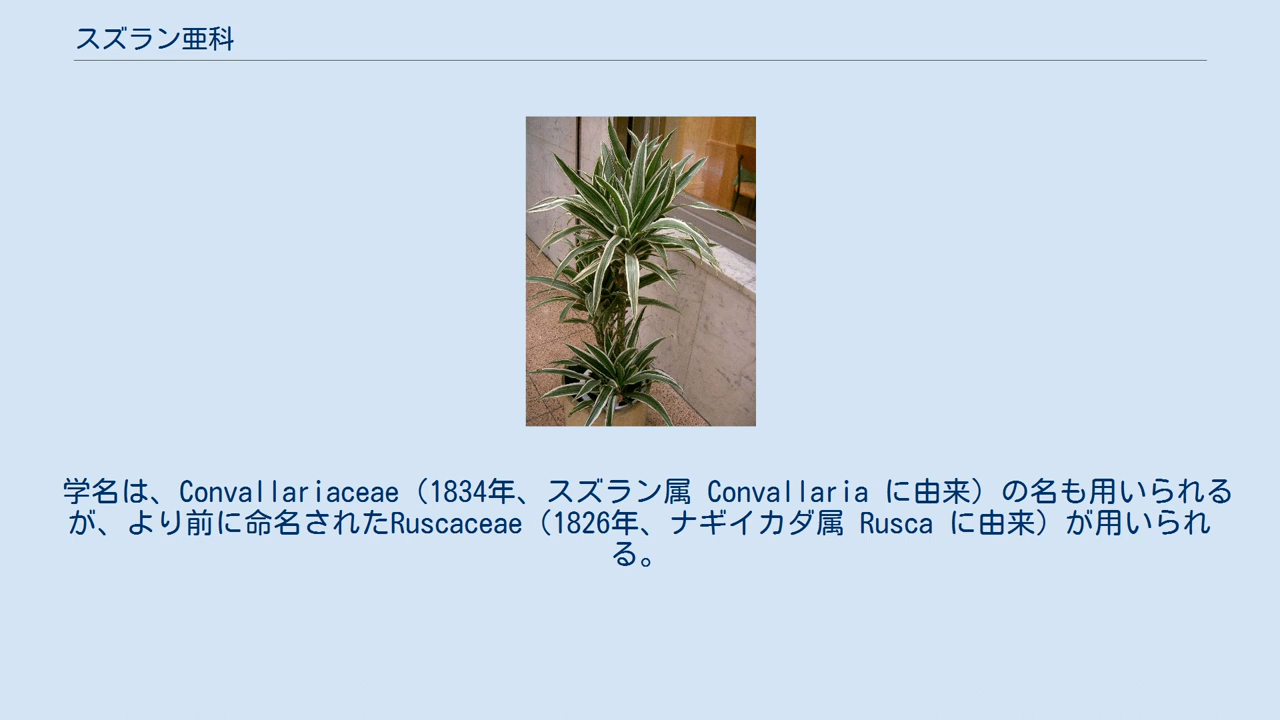 スズラン亜科
学名は、Convallariaceae（1834年、スズラン属 Convallaria に由来）の名も用いられる
が、より前に命名されたRuscaceae（1826年、ナギイカダ属 Rusca に由来）が用いられ
る。